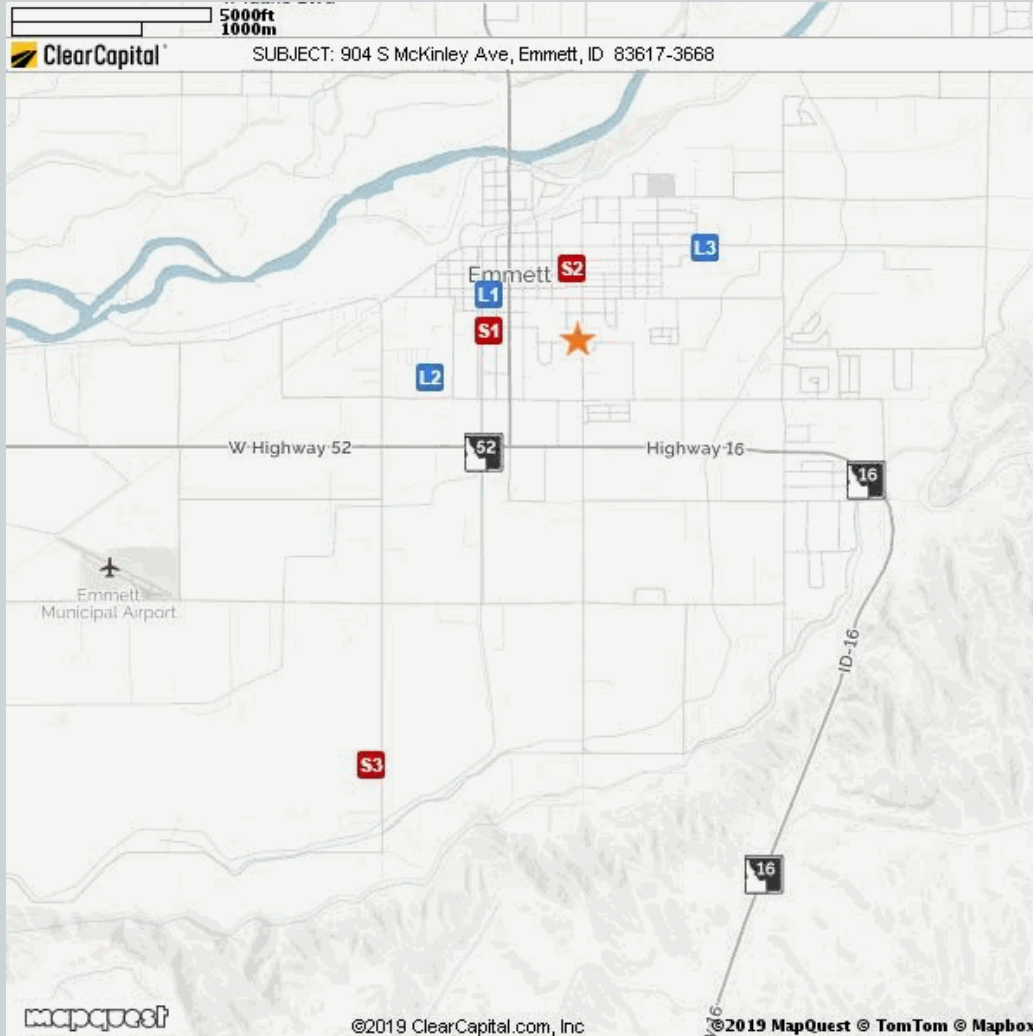 5000ft
1000m
ClearCapital
SUBJECT: 904 S McKinley Ave, Emmett, ID 83617-3668
L3
Emmett
S2
L1
S1
L2
W Highway 52
52
Highway 16
16
Emmett
Municipal Airport
ID-16
S3
16
mapquest
©2019 ClearCapital.com, Inc
©2019 MapQuest © TomTom © Mapbox